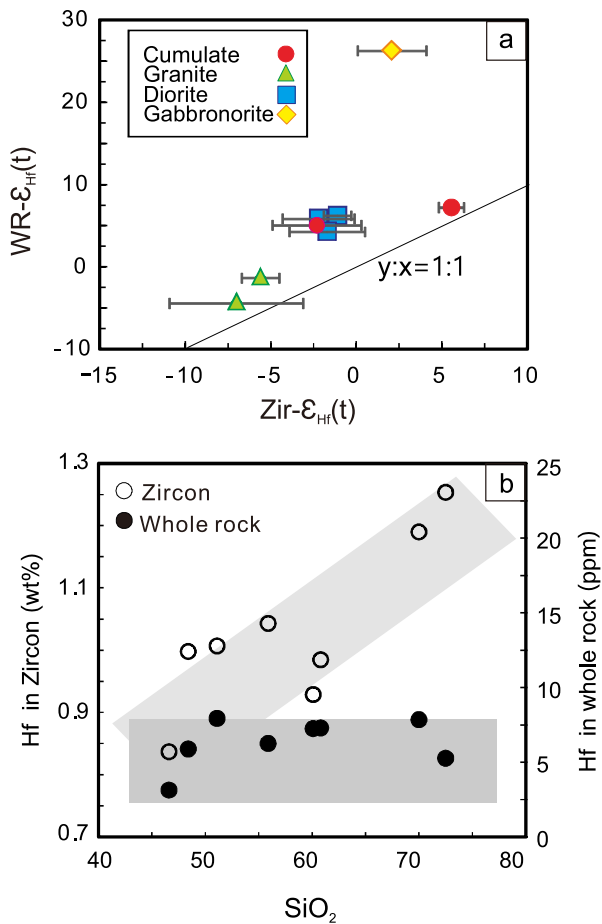 a
Cumulate
Granite
Diorite
Gabbronorite
30
20
10
0
-10
WR-εHf(t)
y:x=1:1
-15
-10
-5
0
5
10
Zir-εHf(t)
b
Zircon
Whole rock
1.3
1.1
0.9
0.7
Hf in Zircon (wt%)
25
20
15
10
5
0
Hf in whole rock (ppm)
40
50
60
70
80
SiO₂